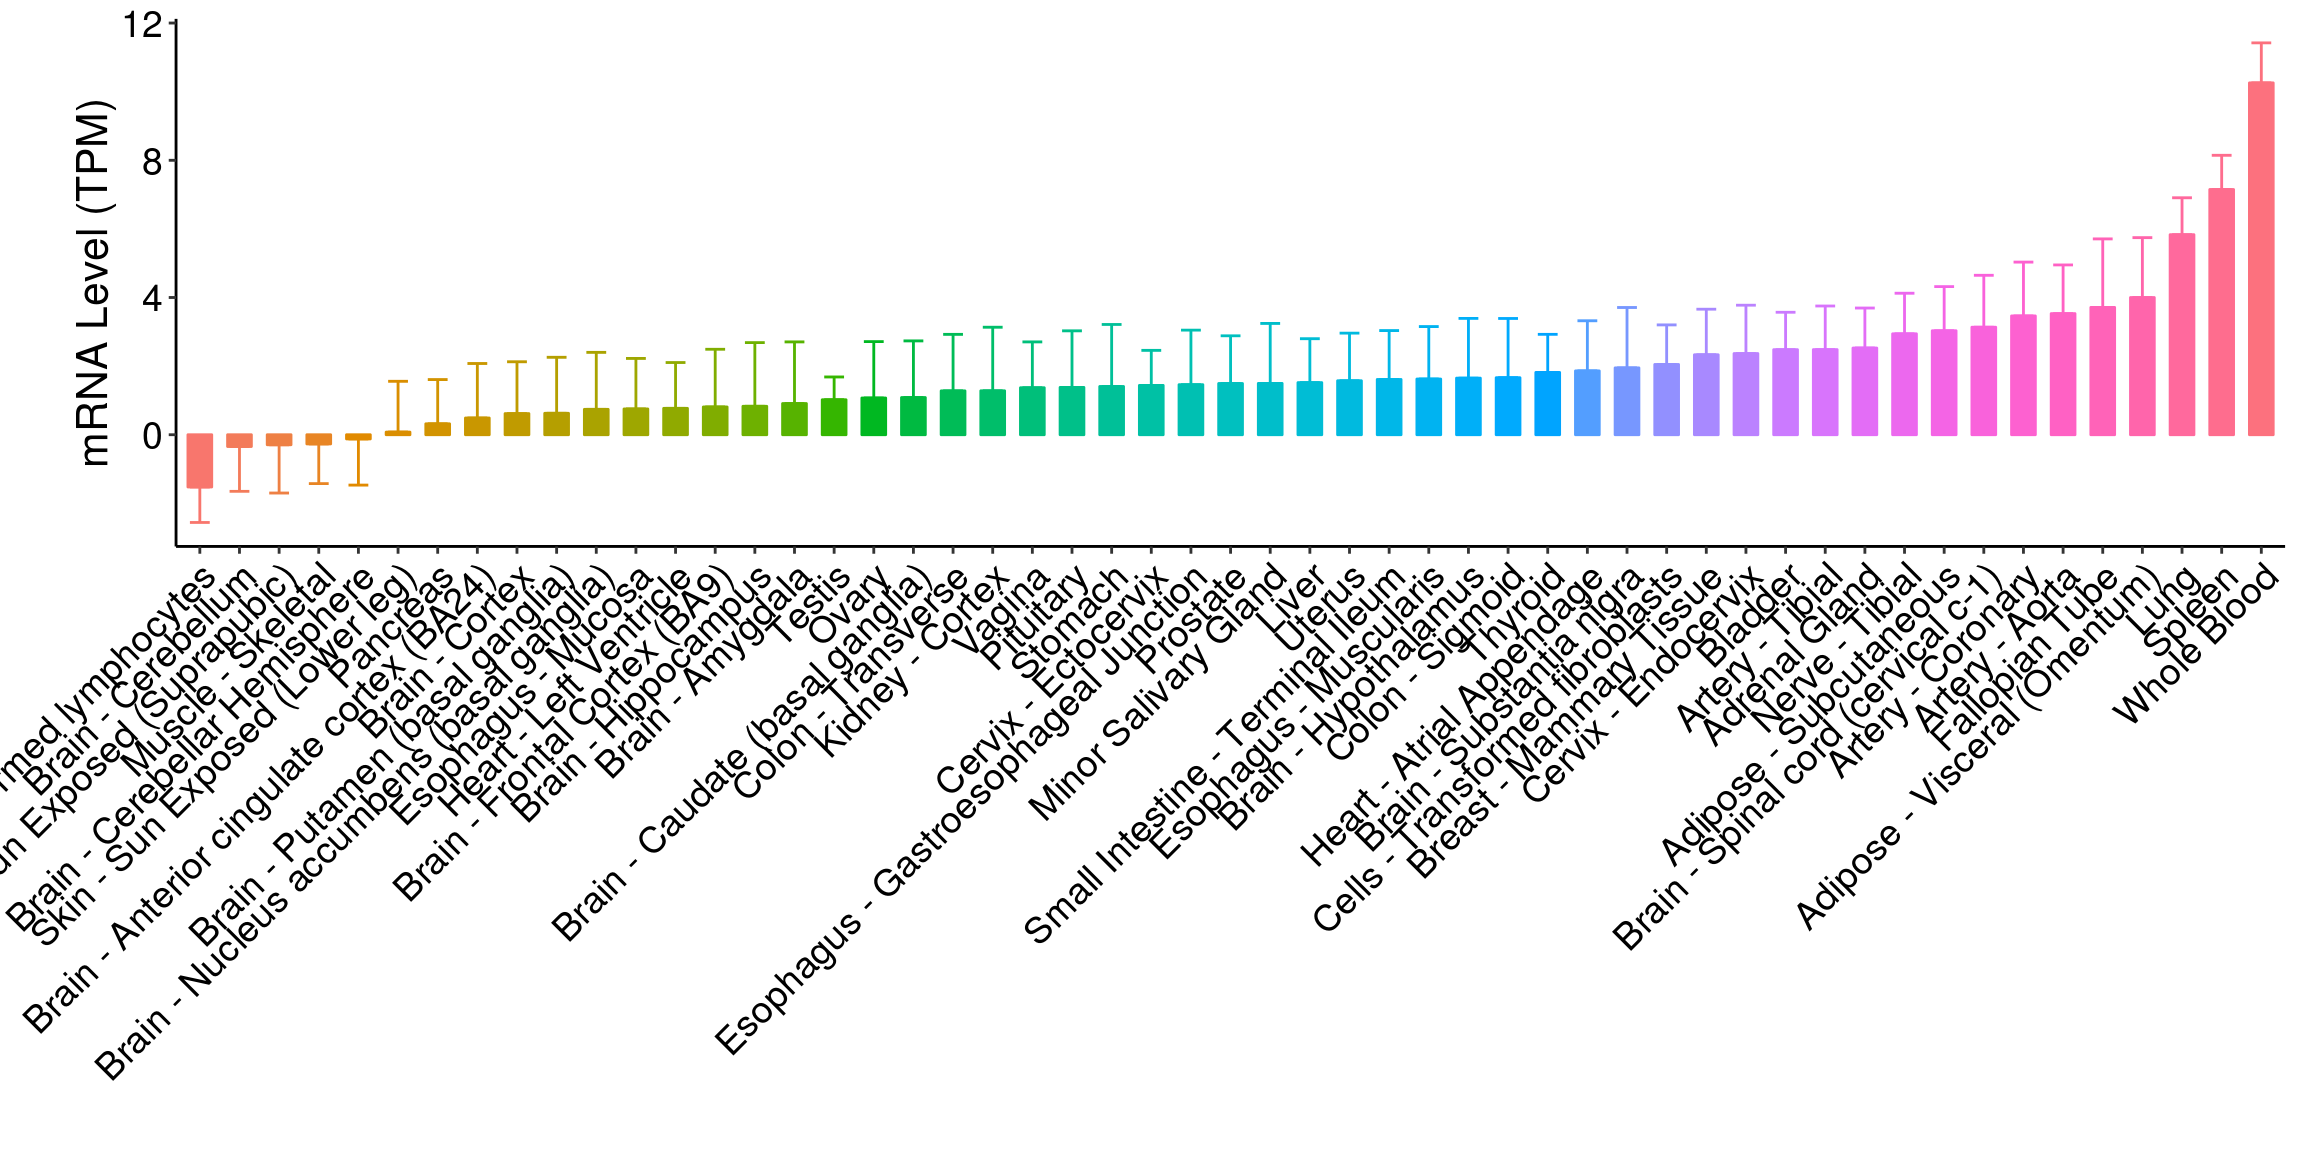 mRNA Level (TPM)
12
8
4
0
rmed lymphocytes
Brain - Cerebellum
un Exposed (Suprapubic)
Muscle - Skeletal
Brain - Cerebellar Hemisphere
Skin - Sun Exposed (Lower leg)
Pancreas
Brain - Anterior cingulate cortex (BA24)
Brain - Cortex
Brain - Putamen (basal ganglia)
Brain - Nucleus accumbens (basal ganglia)
Esophagus - Mucosa
Heart - Left Ventricle
Brain - Frontal Cortex (BA9)
Brain - Hippocampus
Brain - Amygdala
Testis
Ovary
Brain - Caudate (basal ganglia)
Colon - Transverse
Kidney - Cortex
Vagina
Pituitary
Stomach
Cervix - Ectocervix
Esophagus - Gastroesophageal Junction
Prostate
Minor Salivary Gland
Liver
Uterus
Small Intestine - Terminal Ileum
Esophagus - Muscularis
Brain - Hypothalamus
Colon - Sigmoid
Thyroid
Heart - Atrial Appendage
Brain - Substantia nigra
Cells - Transformed fibroblasts
Breast - Mammary Tissue
Cervix - Endocervix
Bladder
Artery - Tibial
Adrenal Gland
Nerve - Tibial
Adipose - Subcutaneous
Brain - Spinal cord (cervical c-1)
Artery - Coronary
Artery - Aorta
Fallopian Tube
Adipose - Visceral (Omentum)
Lung
Spleen
Whole Blood